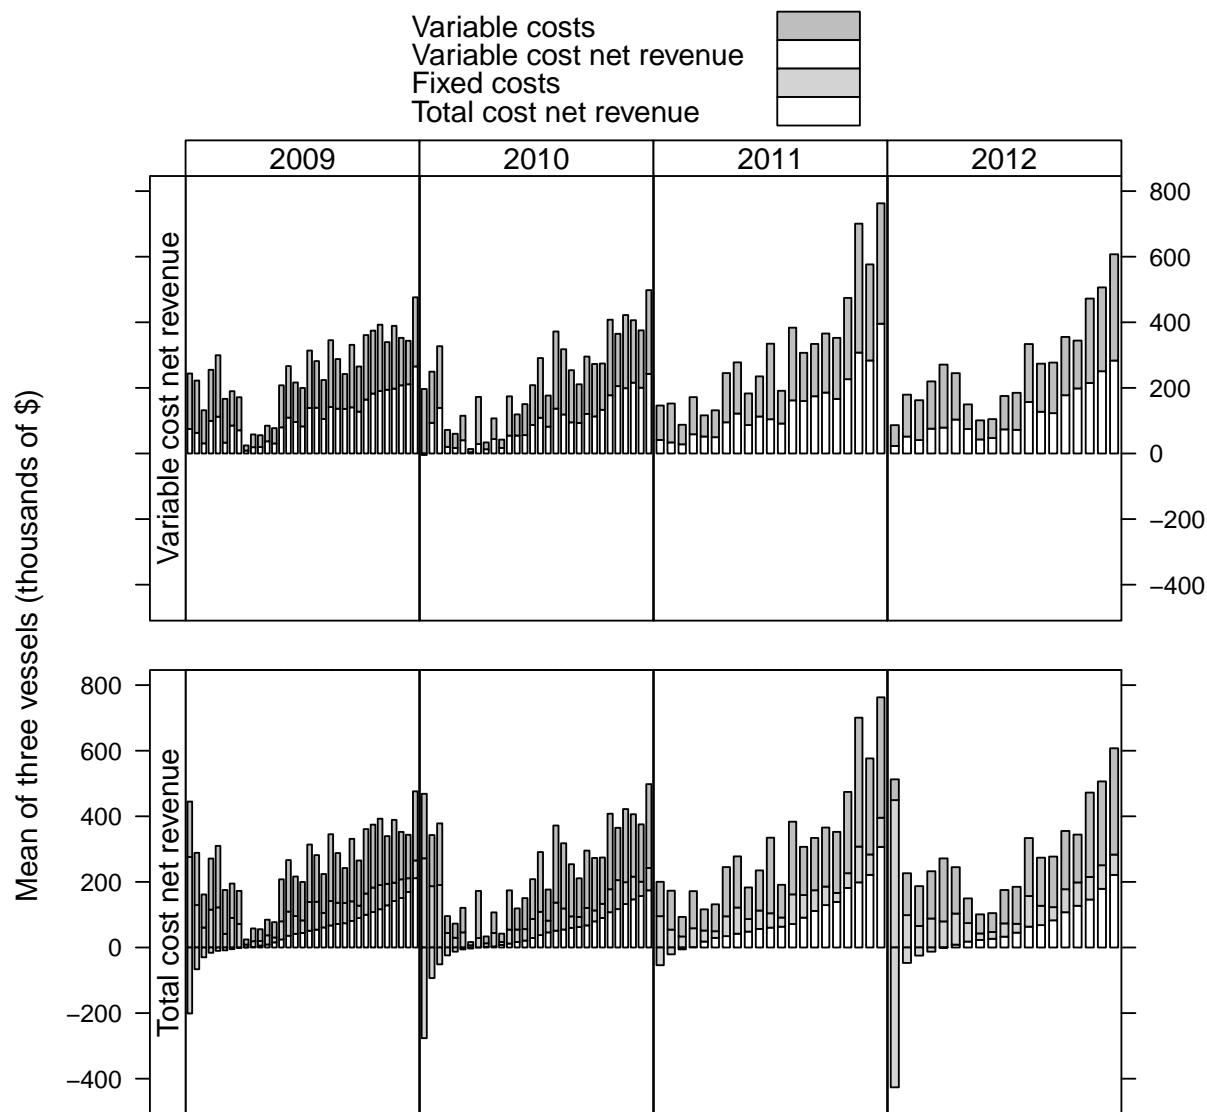 Variable costs
Variable cost net revenue
Fixed costs
Total cost net revenue
2009
2010
2011
2012
Mean of three vessels (thousands of $)
Variable cost net revenue
800
600
400
200
0
−200
−400
Total cost net revenue
800
600
400
200
0
−200
−400